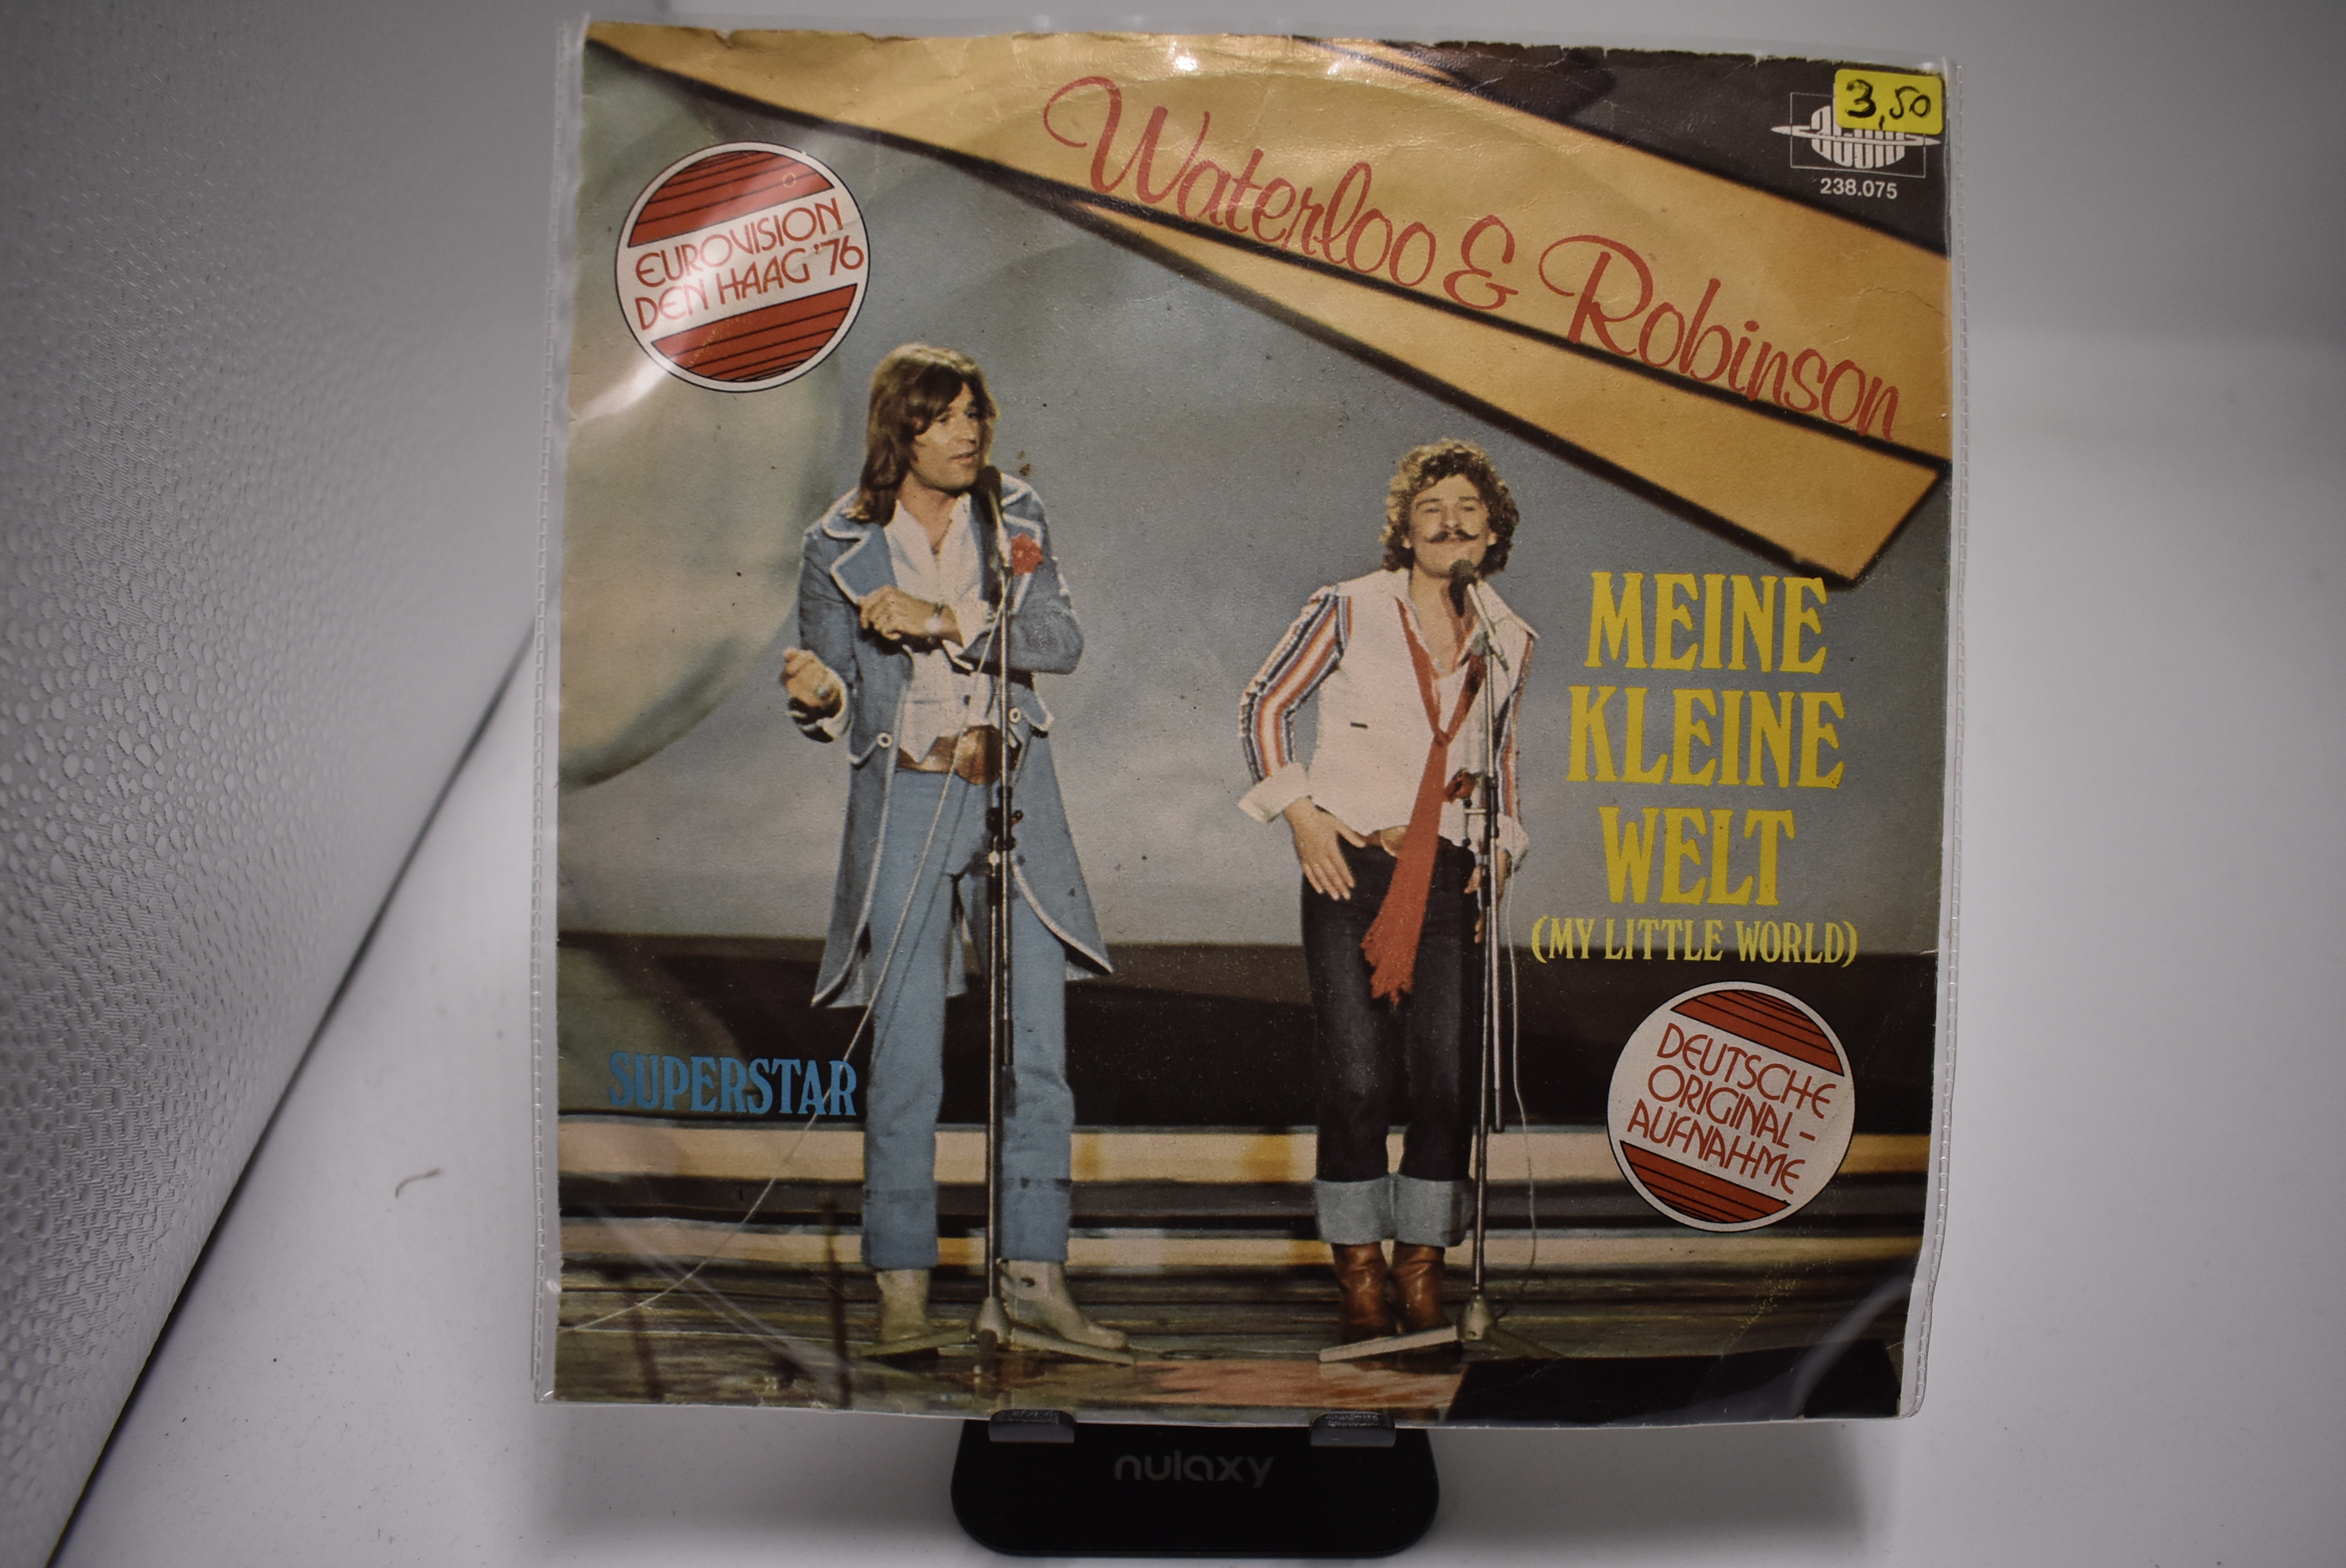 3,50
238.075
Waterloo & Robinson
EUROVISION
DEN HAAG '76
MEINE
KLEINE
WELT
(MY LITTLE WORLD)
SUPERSTAR
DEUTSCHE
ORIGINAL-
AUFNAHME
nulaxy